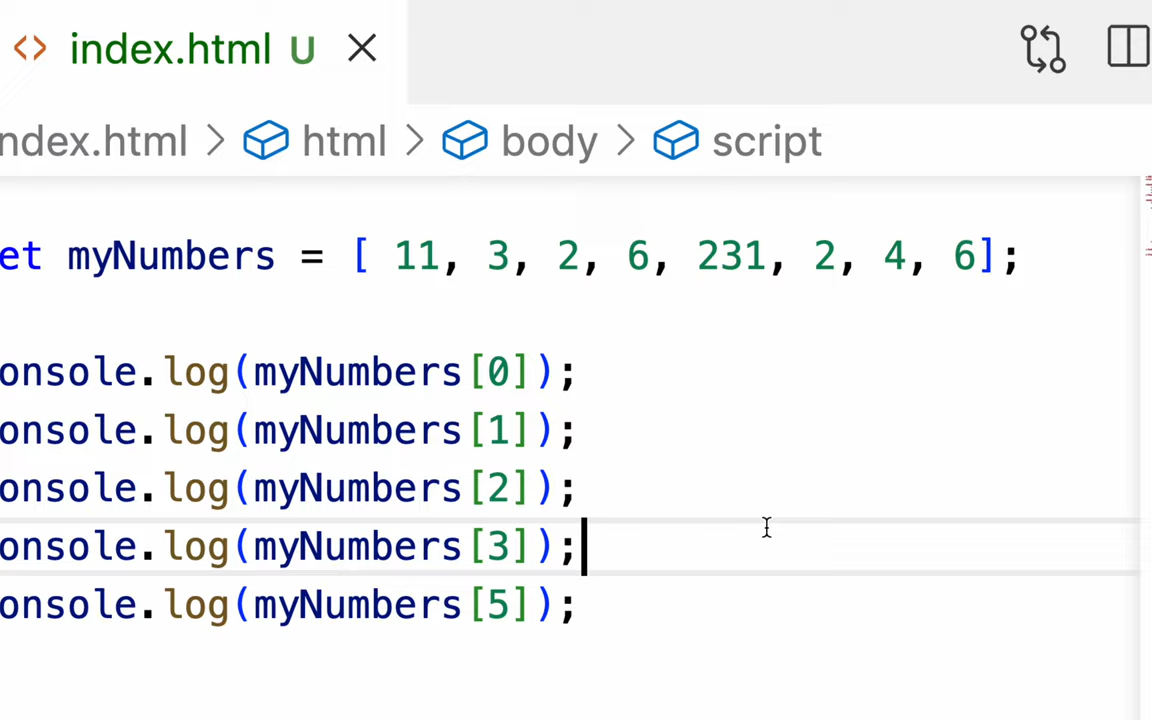 <> index.html U
ndex.html > html > body > script
et myNumbers = [ 11, 3, 2, 6, 231, 2, 4, 6];
onsole.log(myNumbers[0]);
onsole.log(myNumbers[1]);
onsole.log(myNumbers[2]);
onsole.log(myNumbers[3]);
onsole.log(myNumbers[5]);